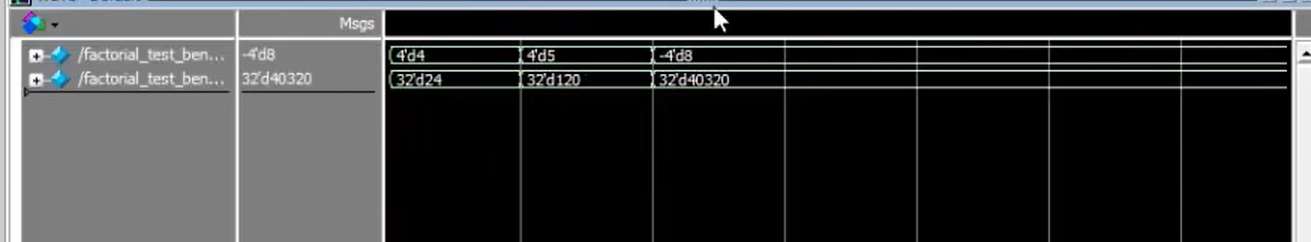 Msgs
/factorial_test_ben... -4'd8 4'd4 4'd5 -4'd8
/factorial_test_ben... 32'd40320 32'd24 32'd120 32'd40320